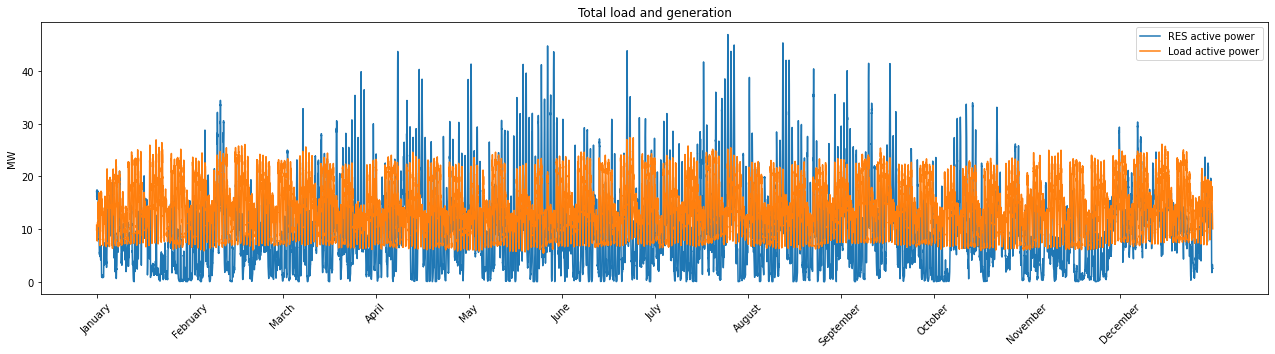 Total load and generation
RES active power
Load active power
MW
40
30
20
10
0
January
February
March
April
May
June
July
August
September
October
November
December